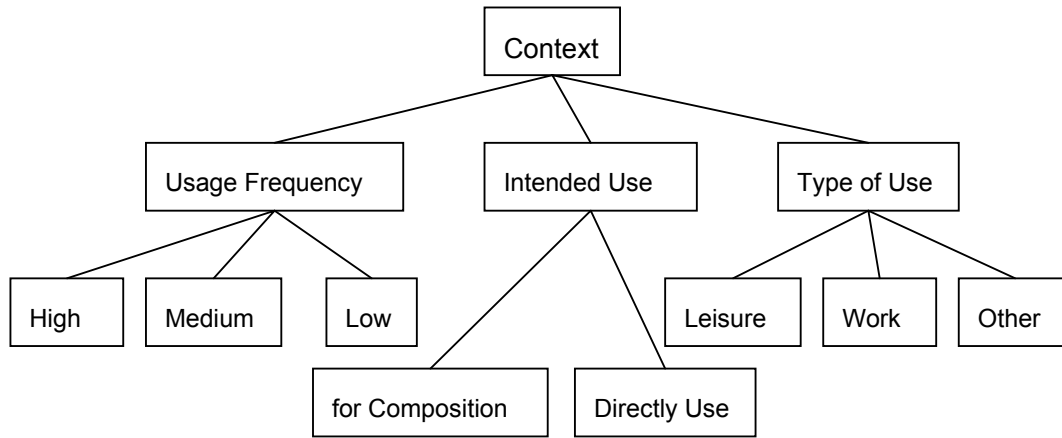 Context
Usage Frequency
Intended Use
Type of Use
High
Medium
Low
Leisure
Work
Other
for Composition
Directly Use